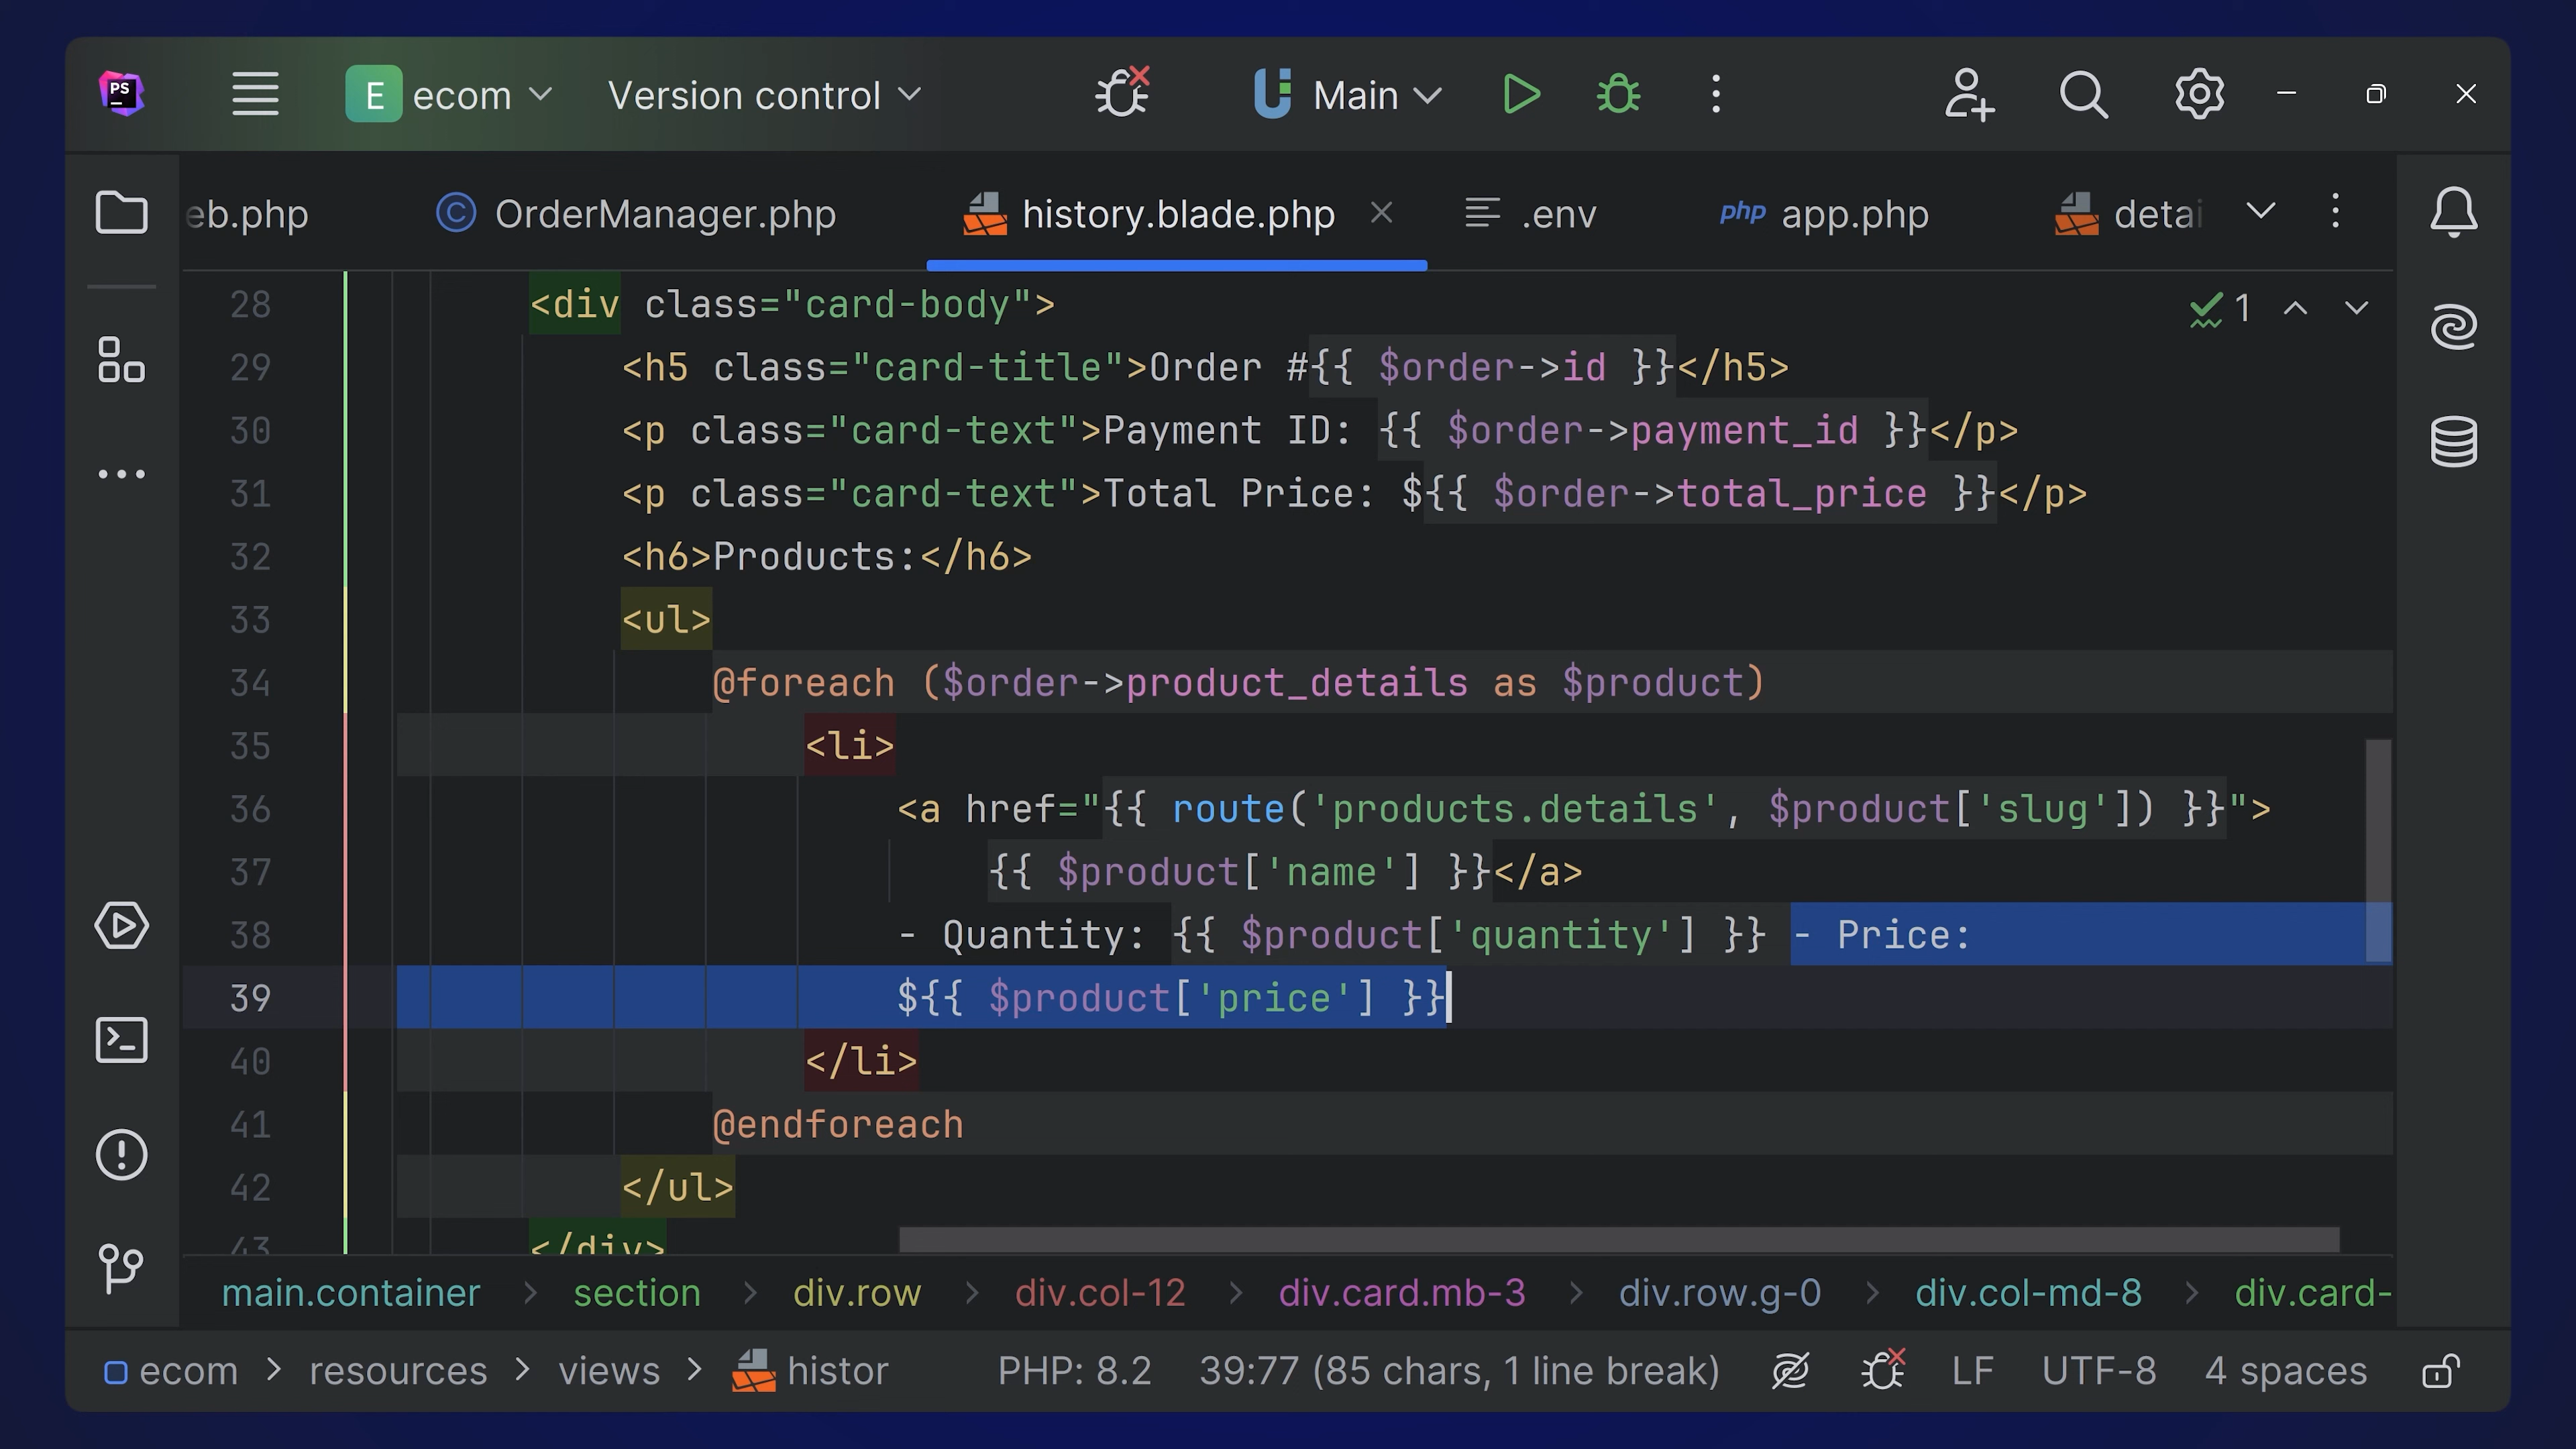 PS
E ecom Version control Main
eb.php OrderManager.php history.blade.php .env php app.php detai
28 <div class="card-body"> 1
29 <h5 class="card-title">Order #{{ $order->id }}</h5>
30 <p class="card-text">Payment ID: {{ $order->payment_id }}</p>
31 <p class="card-text">Total Price: ${{ $order->total_price }}</p>
32 <h6>Products:</h6>
33 <ul>
34 @foreach ($order->product_details as $product)
35 <li>
36 <a href="{{ route('products.details', $product['slug']) }}">
37 {{ $product['name'] }}</a>
38 - Quantity: {{ $product['quantity'] }} - Price:
39 ${{ $product['price'] }}
40 </li>
41 @endforeach
42 </ul>
43 </div>
main.container > section > div.row > div.col-12 > div.card.mb-3 > div.row.g-0 > div.col-md-8 > div.card-
ecom > resources > views > histor PHP: 8.2 39:77 (85 chars, 1 line break) LF UTF-8 4 spaces